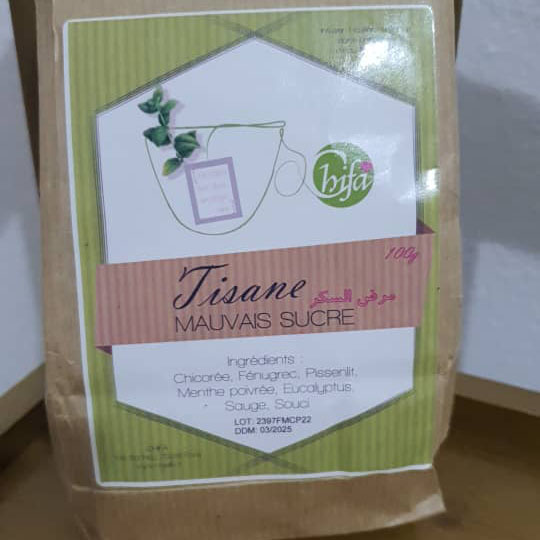 Chifa
100g
Tisane مرض السكر
MAUVAIS SUCRE
Ingrédients :
Chicorée, Fénugrec, Pissenlit,
Menthe poivrée, Eucalyptus,
Sauge, Souci
LOT: 2397FMCP22
DDM: 03/2025